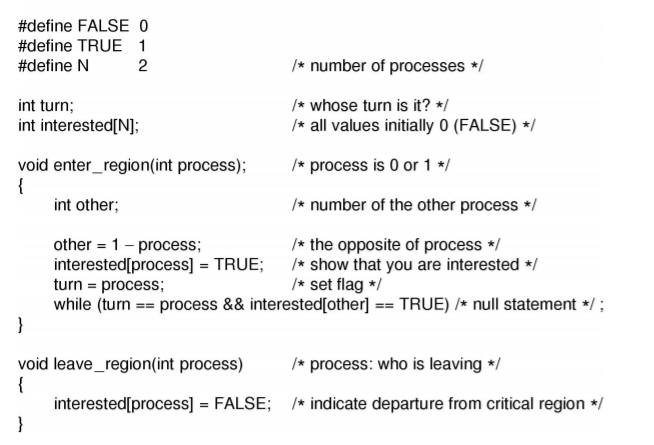 #define FALSE 0
#define TRUE 1
#define N 2 /* number of processes */
int turn; /* whose turn is it? */
int interested[N]; /* all values initially 0 (FALSE) */
void enter_region(int process); /* process is 0 or 1 */
{
int other; /* number of the other process */
other = 1 − process; /* the opposite of process */
interested[process] = TRUE; /* show that you are interested */
turn = process; /* set flag */
while (turn == process && interested[other] == TRUE) /* null statement */ ;
}
void leave_region(int process) /* process: who is leaving */
{
interested[process] = FALSE; /* indicate departure from critical region */
}